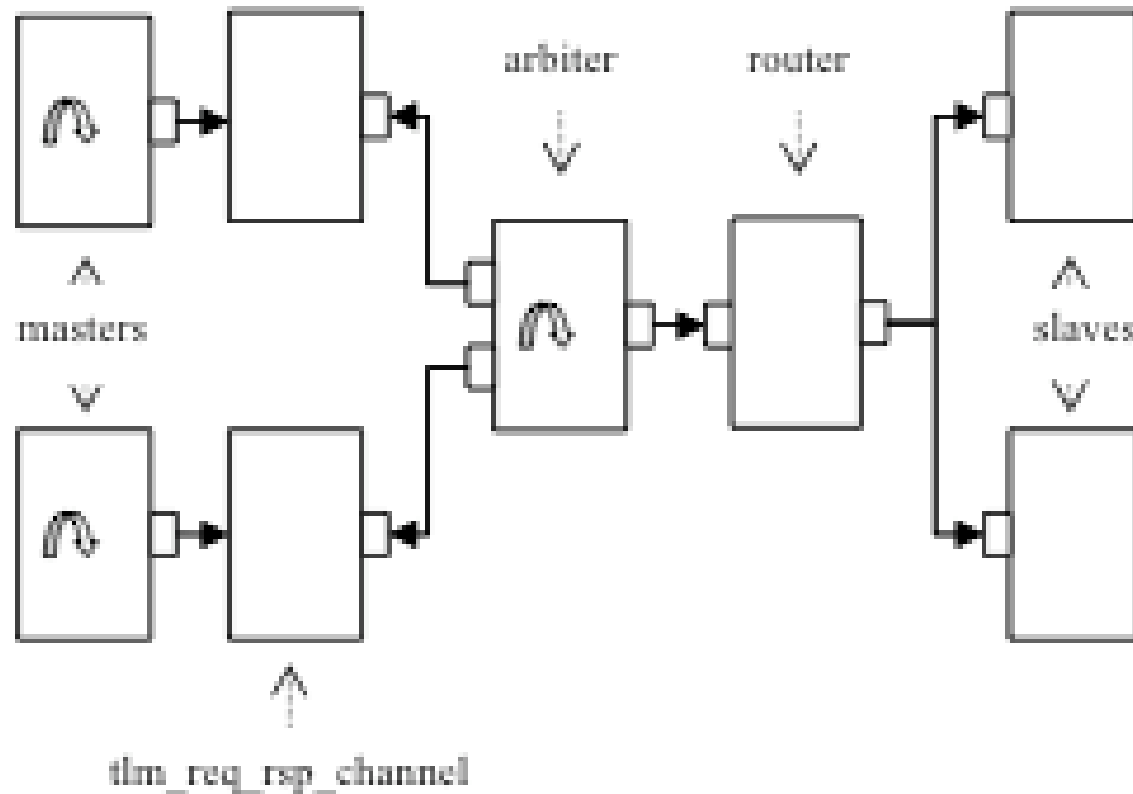 arbiter
router
masters
slaves
tlm_req_rsp_channel